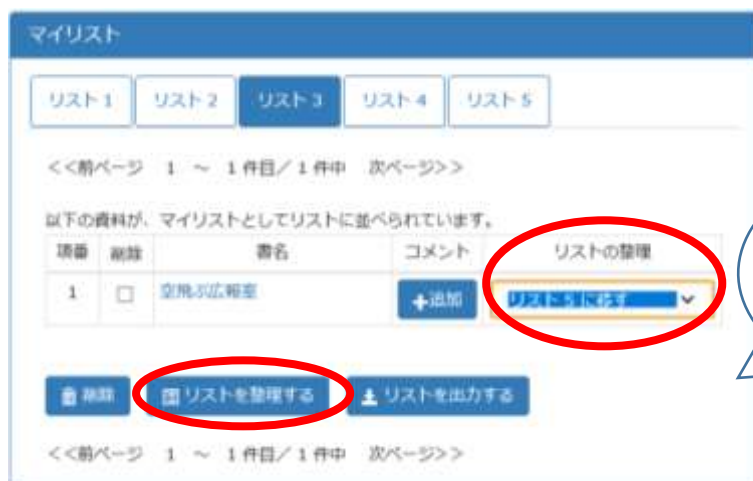 マイリスト
リスト1 リスト2 リスト3 リスト4 リスト5
<<前ページ 1 ～ 1件目/1件中 次ページ>>
以下の資料が、マイリストとしてリストに並べられています。
項番 削除 書名 コメント リストの整理
1 空飛ぶ広報室 +追加 リスト5に移す
削除 リストを整理する リストを出力する
<<前ページ 1 ～ 1件目/1件中 次ページ>>